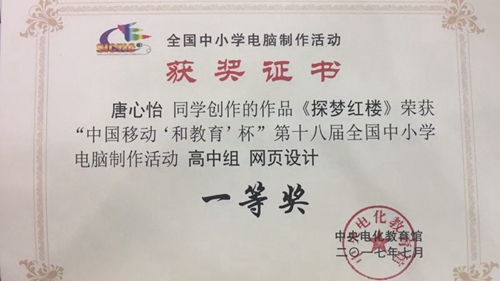 全国中小学电脑制作活动
获奖证书
唐心怡 同学创作的作品《探梦红楼》荣获
“中国移动‘和教育’杯”第十八届全国中小学
电脑制作活动 高中组 网页设计
一等奖
中央电化教育馆
二〇一七年七月